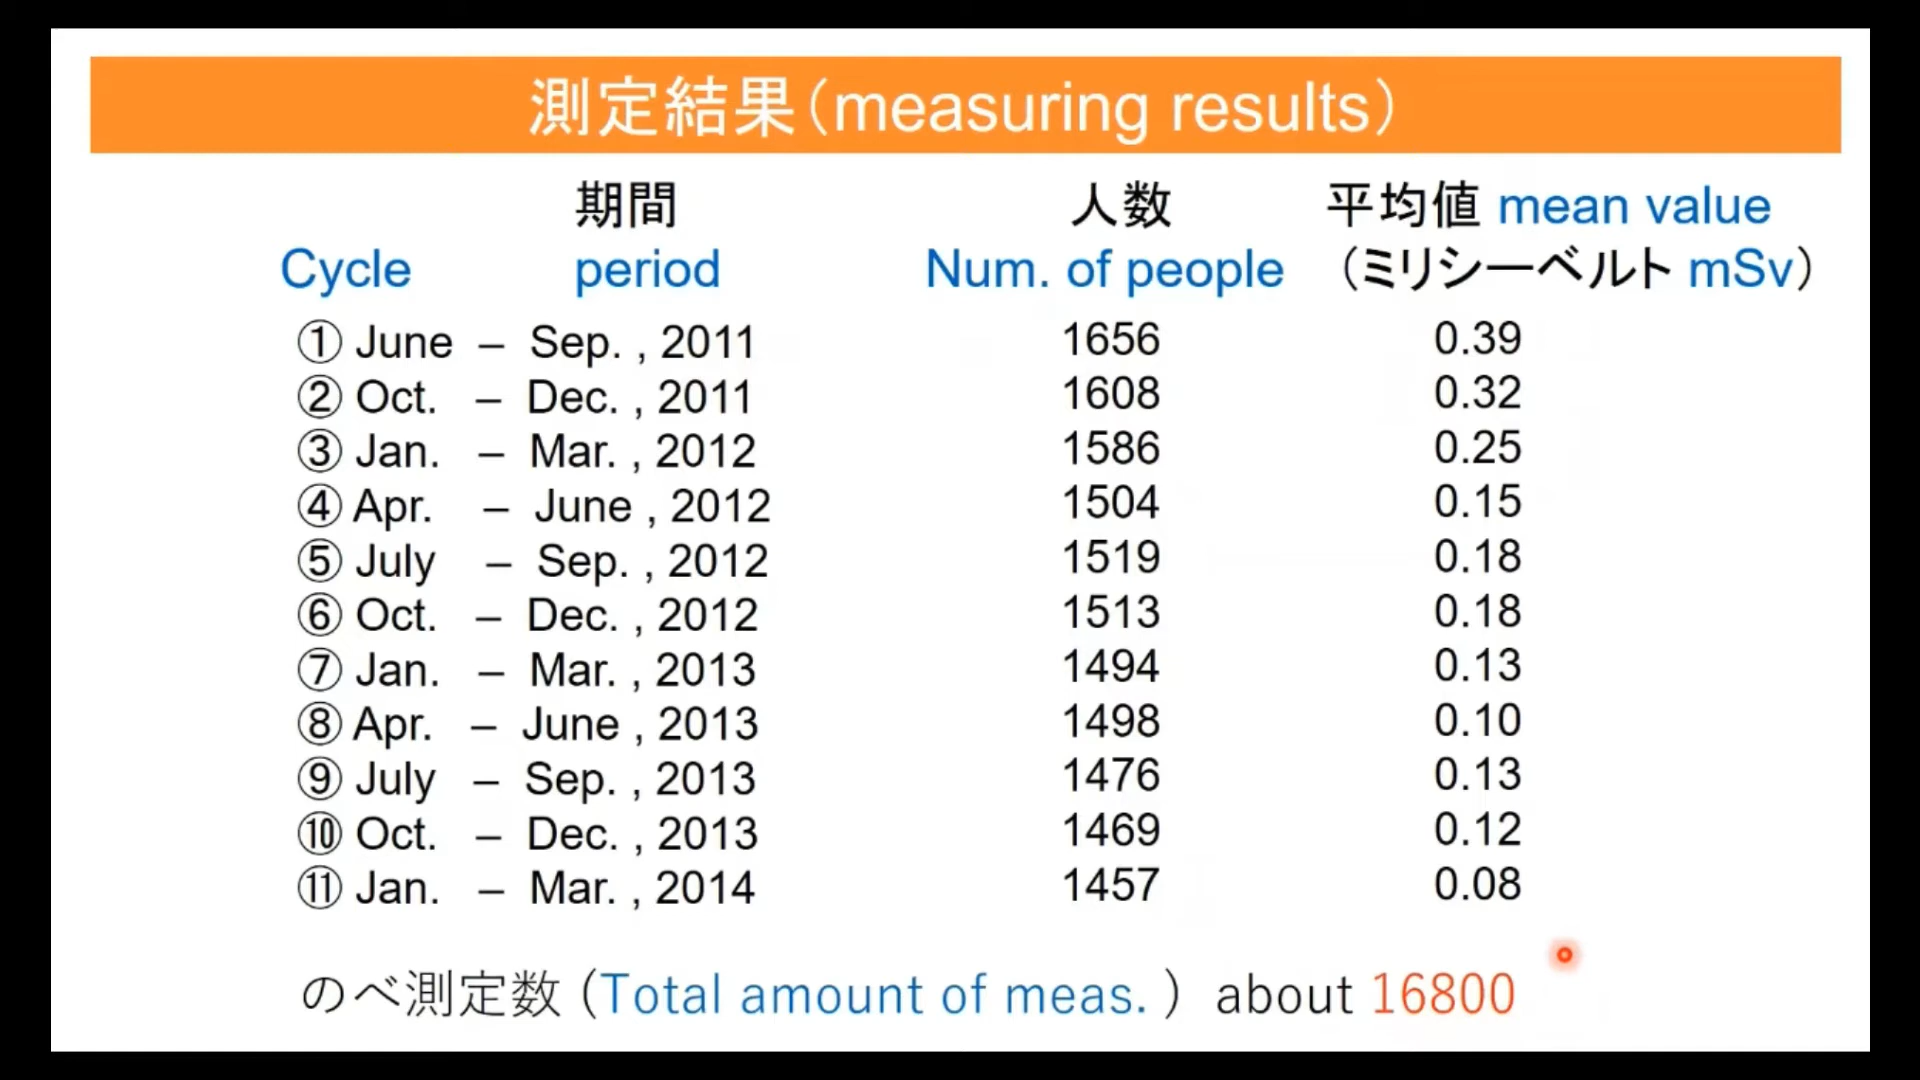 測定結果（measuring results）
期間 人数 平均値 mean value
Cycle period Num. of people （ミリシーベルト mSv）
① June – Sep. , 2011 1656 0.39
② Oct. – Dec. , 2011 1608 0.32
③ Jan. – Mar. , 2012 1586 0.25
④ Apr. – June , 2012 1504 0.15
⑤ July – Sep. , 2012 1519 0.18
⑥ Oct. – Dec. , 2012 1513 0.18
⑦ Jan. – Mar. , 2013 1494 0.13
⑧ Apr. – June , 2013 1498 0.10
⑨ July – Sep. , 2013 1476 0.13
⑩ Oct. – Dec. , 2013 1469 0.12
⑪ Jan. – Mar. , 2014 1457 0.08
のべ測定数 (Total amount of meas. ) about 16800